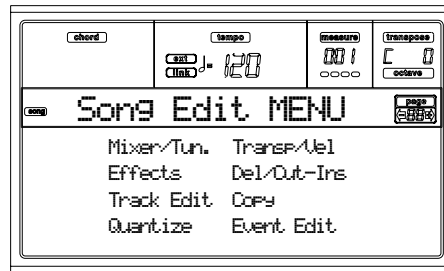 chord tempo measure transpose
ext link ♩= 120 001 C 0
octave
song Song Edit MENU page
Mixer/Tun. Transp/Vel
Effects Del/Cut-Ins
Track Edit Copy
Quantize Event Edit